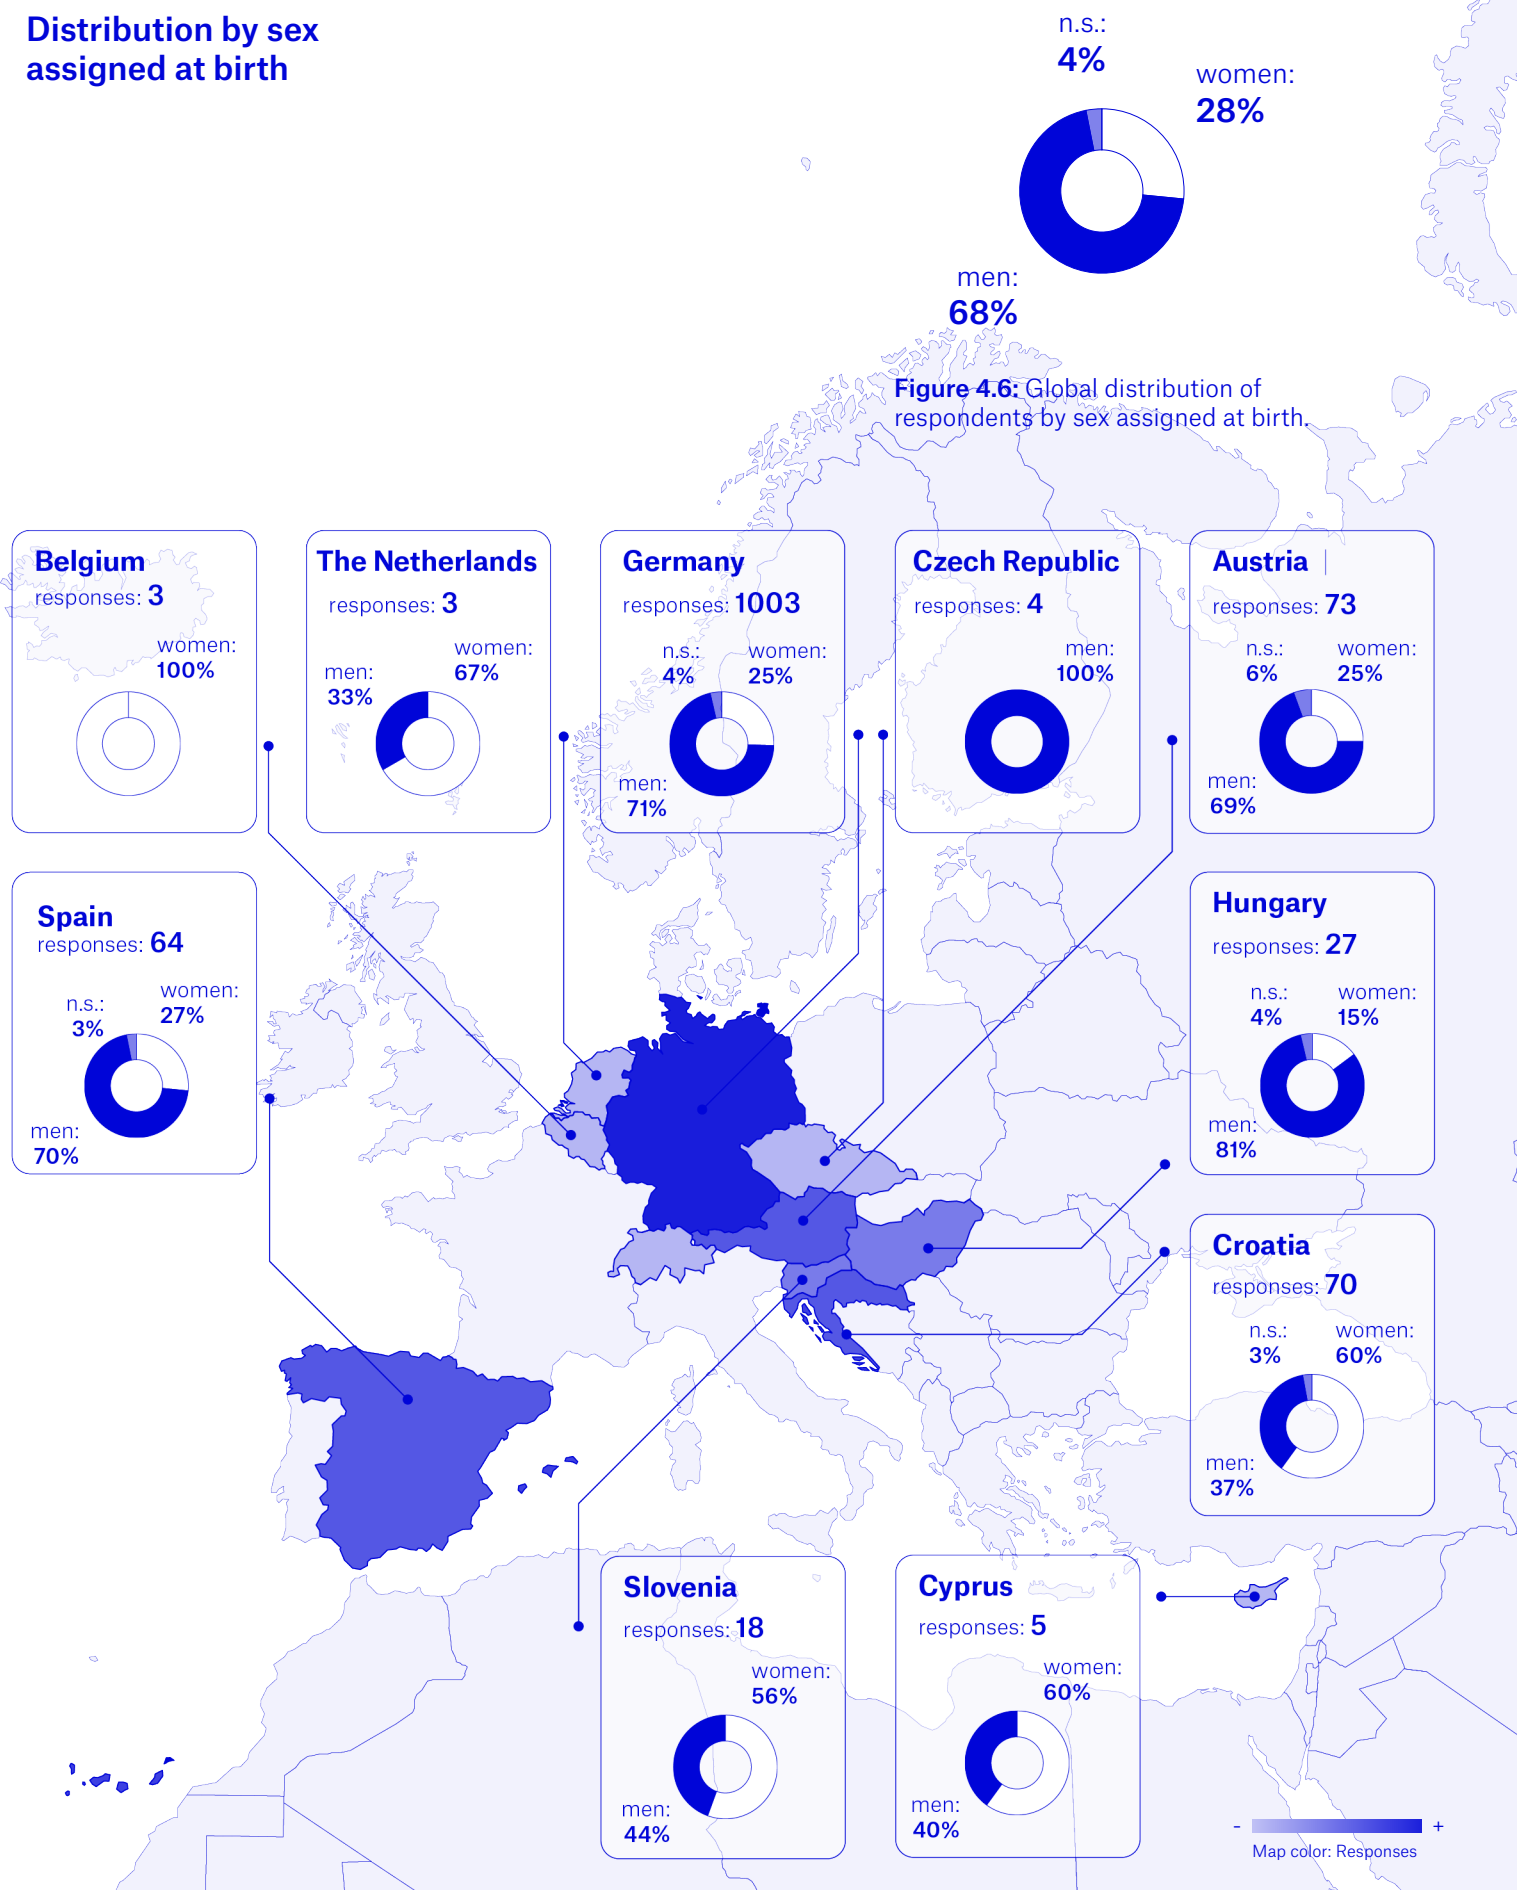 Distribution by sex
assigned at birth
n.s.:
4%
women:
28%
men:
68%
Figure 4.6: Global distribution of
respondents by sex assigned at birth.
Belgium
responses: 3
women:
100%
The Netherlands
responses: 3
women:
67%
men:
33%
Germany
responses: 1003
n.s.:
4%
women:
25%
men:
71%
Czech Republic
responses: 4
men:
100%
Austria
responses: 73
n.s.:
6%
women:
25%
men:
69%
Spain
responses: 64
n.s.:
3%
women:
27%
men:
70%
Hungary
responses: 27
n.s.:
4%
women:
15%
men:
81%
Croatia
responses: 70
n.s.:
3%
women:
60%
men:
37%
Slovenia
responses: 18
women:
56%
men:
44%
Cyprus
responses: 5
women:
60%
men:
40%
- +
Map color: Responses